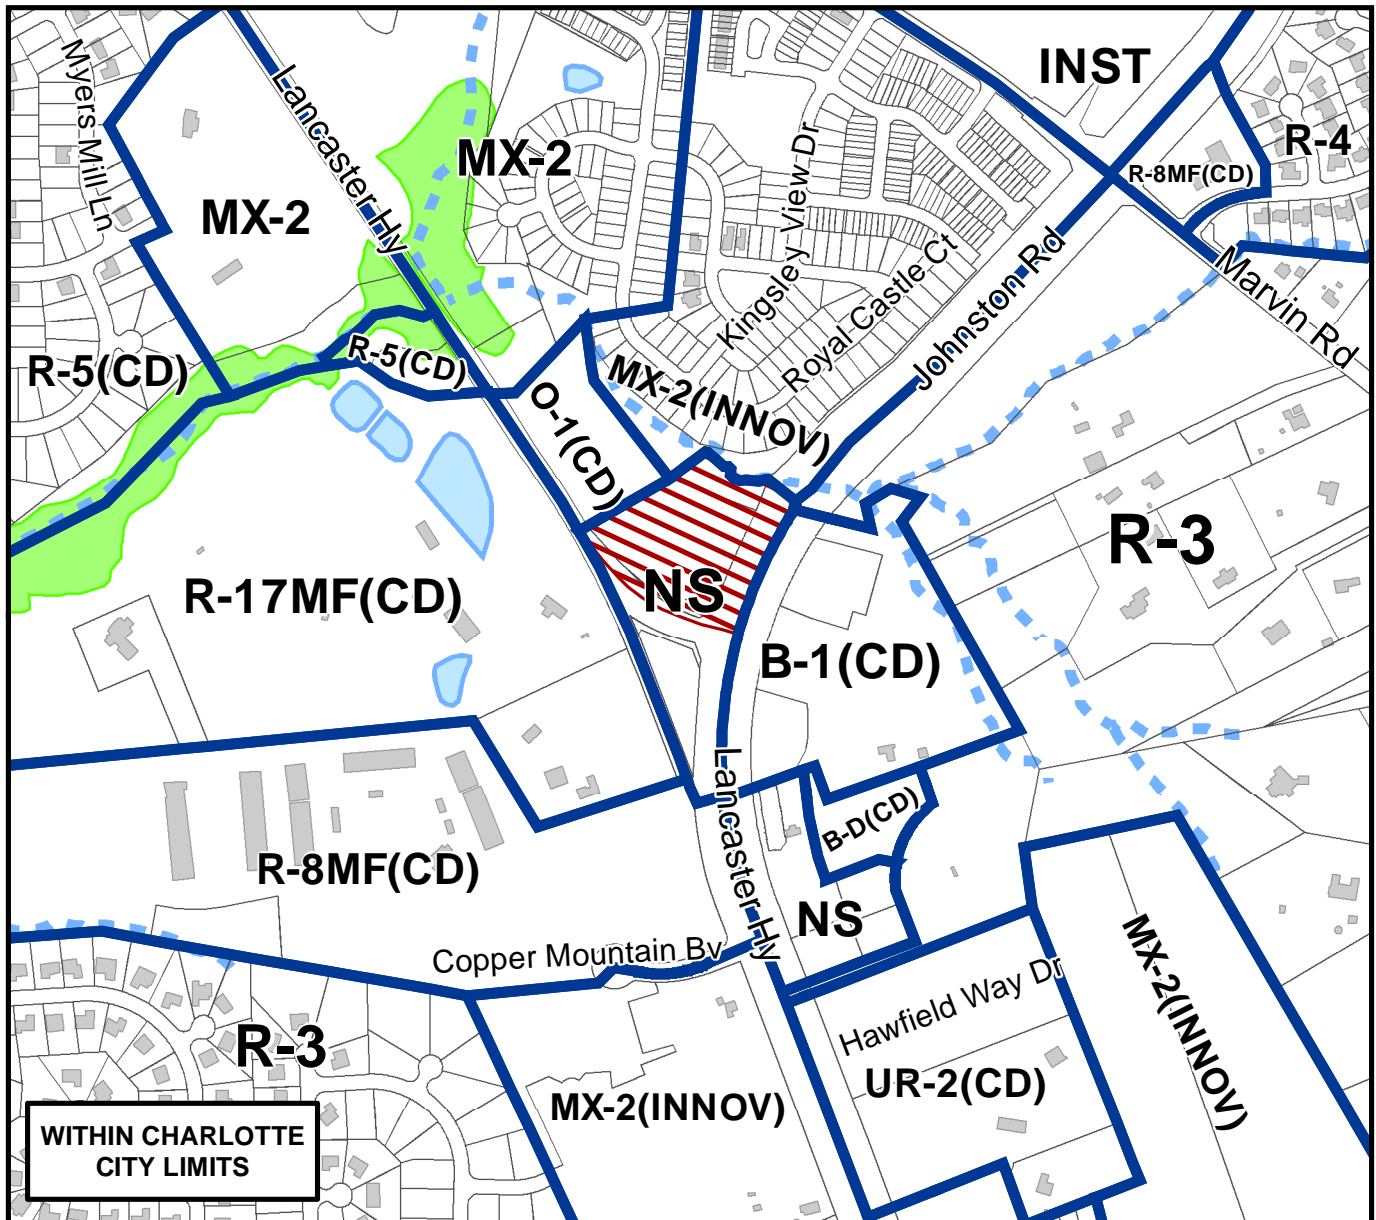 INST
Myers Mill Ln
Lancaster Hy
MX-2
R-4
R-8MF(CD)
Kingsley View Dr
MX-2
Royal Castle Ct
Johnston Rd
Marvin Rd
R-5(CD)
R-5(CD)
MX-2(INNOV)
O-1(CD)
R-3
NS
R-17MF(CD)
B-1(CD)
Lancaster Hy
B-D(CD)
R-8MF(CD)
NS
Copper Mountain Bv
MX-2(INNOV)
Hawfield Way Dr
R-3
UR-2(CD)
MX-2(INNOV)
WITHIN CHARLOTTE
CITY LIMITS